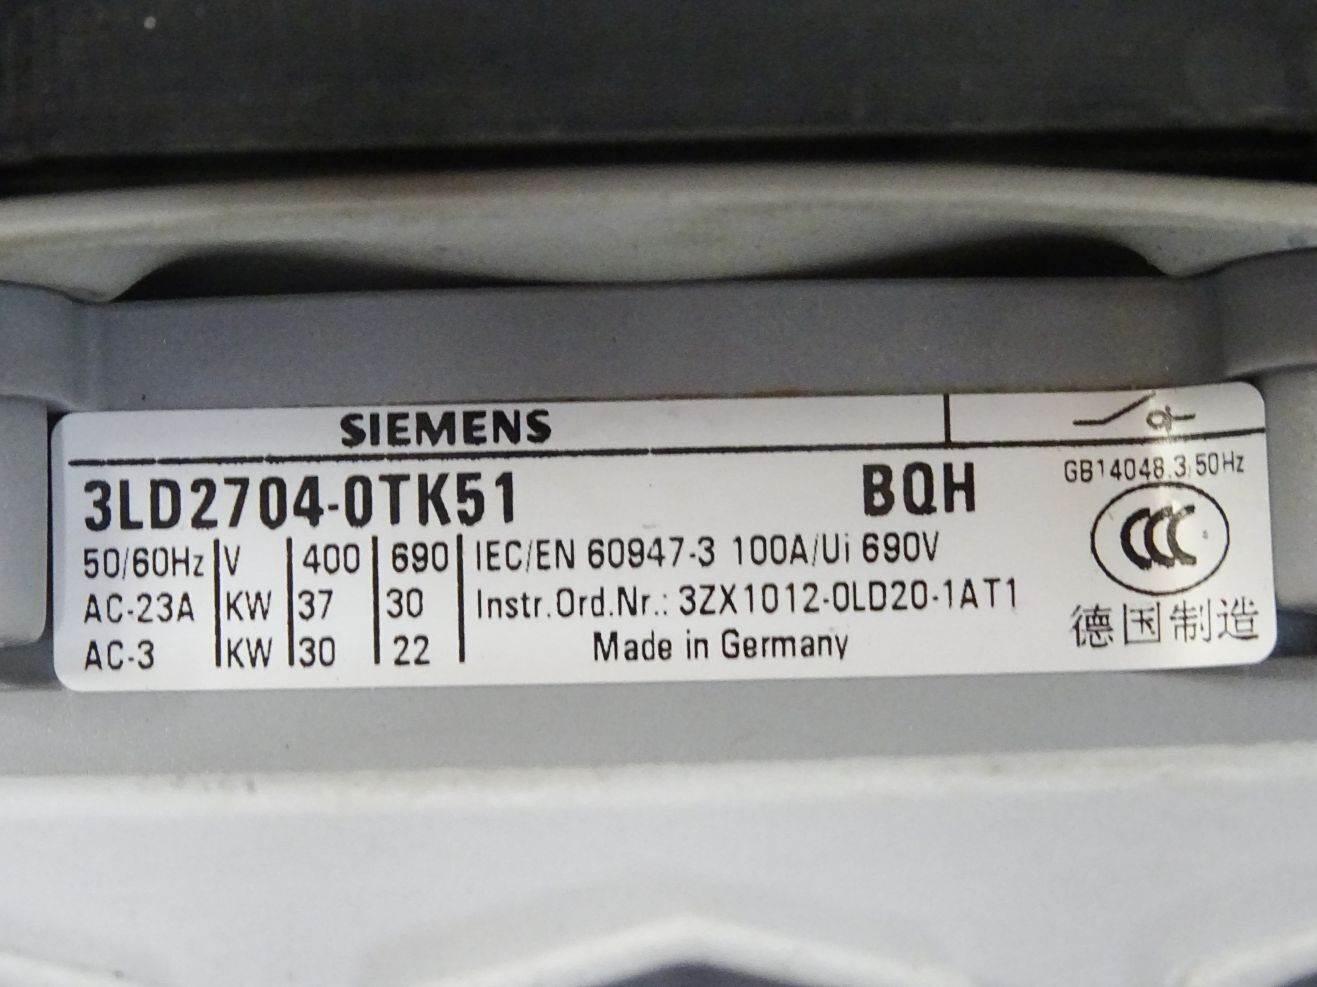 SIEMENS
3LD2704-0TK51 BQH
GB14048.3,50Hz
50/60Hz V 400 690 IEC/EN 60947-3 100A/Ui 690V
CCC
AC-23A KW 37 30 Instr.Ord.Nr.: 3ZX1012-0LD20-1AT1
AC-3 KW 30 22 Made in Germany
德国制造